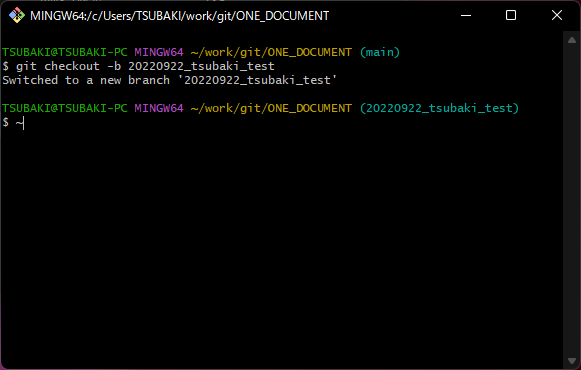 MINGW64:/c/Users/TSUBAKI/work/git/ONE_DOCUMENT
TSUBAKI@TSUBAKI-PC MINGW64 ~/work/git/ONE_DOCUMENT (main)
$ git checkout -b 20220922_tsubaki_test
Switched to a new branch '20220922_tsubaki_test'
TSUBAKI@TSUBAKI-PC MINGW64 ~/work/git/ONE_DOCUMENT (20220922_tsubaki_test)
$ ~